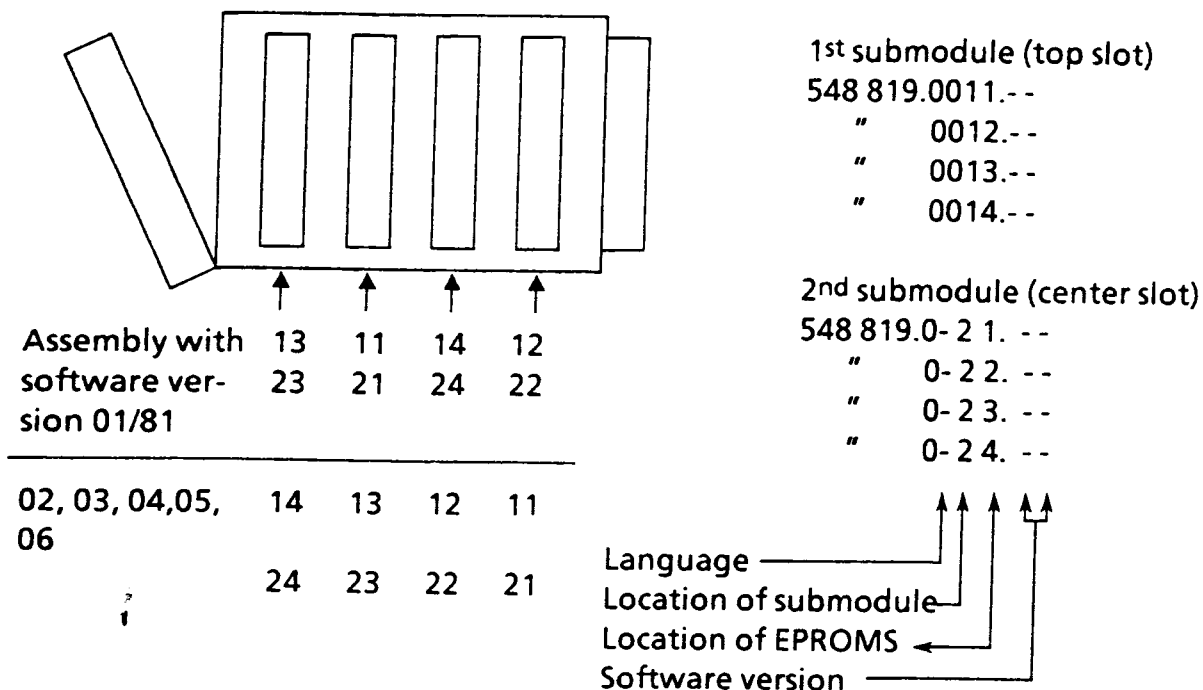 1st submodule (top slot)
548 819.0011.- -
" 0012.- -
" 0013.- -
" 0014.- -
2nd submodule (center slot)
548 819.0- 2 1. - -
" 0- 2 2. - -
" 0- 2 3. - -
" 0- 2 4. - -
Assembly with 13 11 14 12
software ver- 23 21 24 22
sion 01/81
02, 03, 04,05, 14 13 12 11
06
24 23 22 21
Language
Location of submodule
Location of EPROMS
Software version